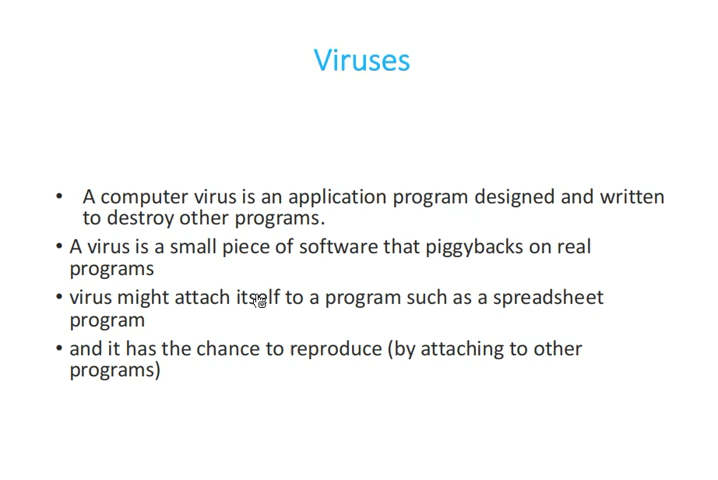 Viruses
• A computer virus is an application program designed and written
to destroy other programs.
• A virus is a small piece of software that piggybacks on real
programs
• virus might attach itself to a program such as a spreadsheet
program
• and it has the chance to reproduce (by attaching to other
programs)